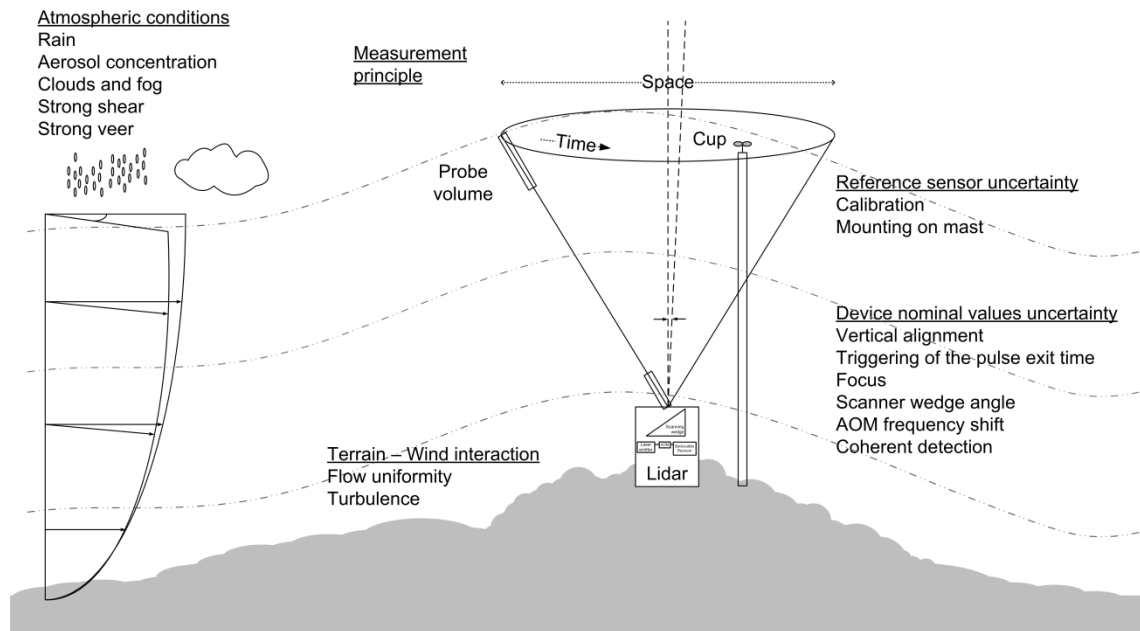 Atmospheric conditions
Rain
Aerosol concentration
Clouds and fog
Strong shear
Strong veer
Measurement
principle
Space
Time
Cup
Probe
volume
Reference sensor uncertainty
Calibration
Mounting on mast
Device nominal values uncertainty
Vertical alignment
Triggering of the pulse exit time
Focus
Scanner wedge angle
AOM frequency shift
Coherent detection
Terrain – Wind interaction
Flow uniformity
Turbulence
Scanning
wedge
AOM
Lidar